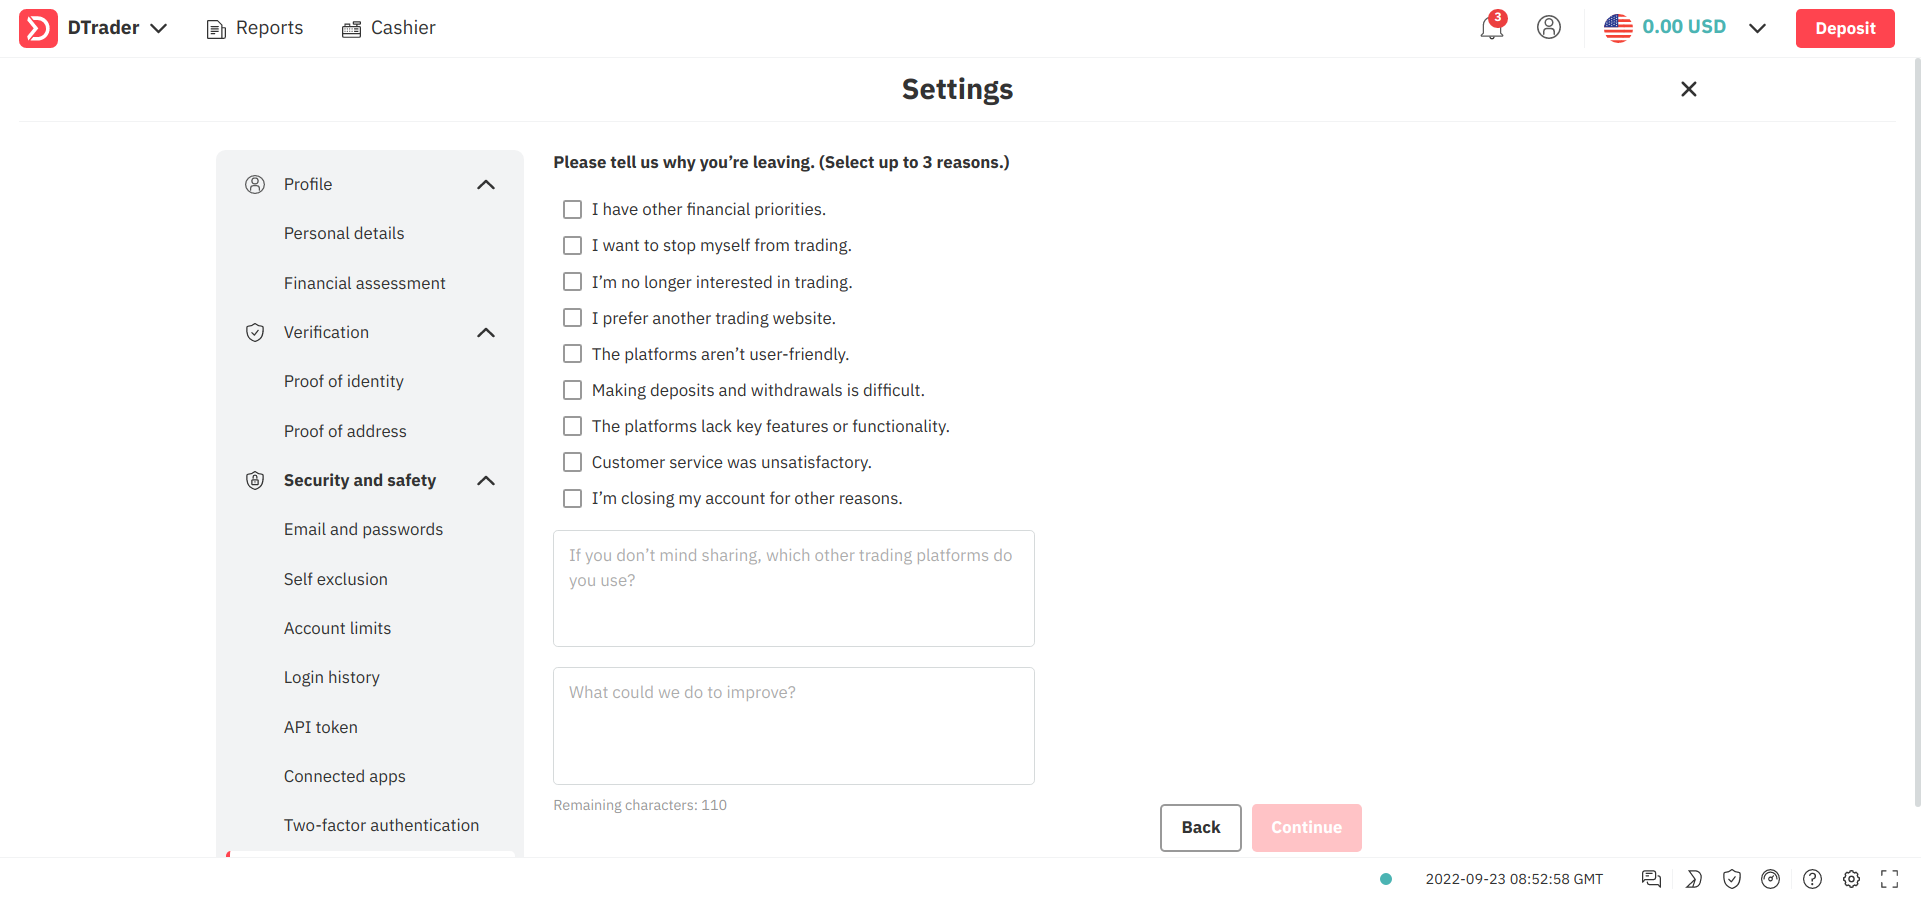 DTrader
Reports
Cashier
3
0.00 USD
Deposit
Settings
Profile
Personal details
Financial assessment
Verification
Proof of identity
Proof of address
Security and safety
Email and passwords
Self exclusion
Account limits
Login history
API token
Connected apps
Two-factor authentication
Please tell us why you’re leaving. (Select up to 3 reasons.)
I have other financial priorities.
I want to stop myself from trading.
I’m no longer interested in trading.
I prefer another trading website.
The platforms aren’t user-friendly.
Making deposits and withdrawals is difficult.
The platforms lack key features or functionality.
Customer service was unsatisfactory.
I’m closing my account for other reasons.
If you don’t mind sharing, which other trading platforms do
you use?
What could we do to improve?
Remaining characters: 110
Back
Continue
2022-09-23 08:52:58 GMT